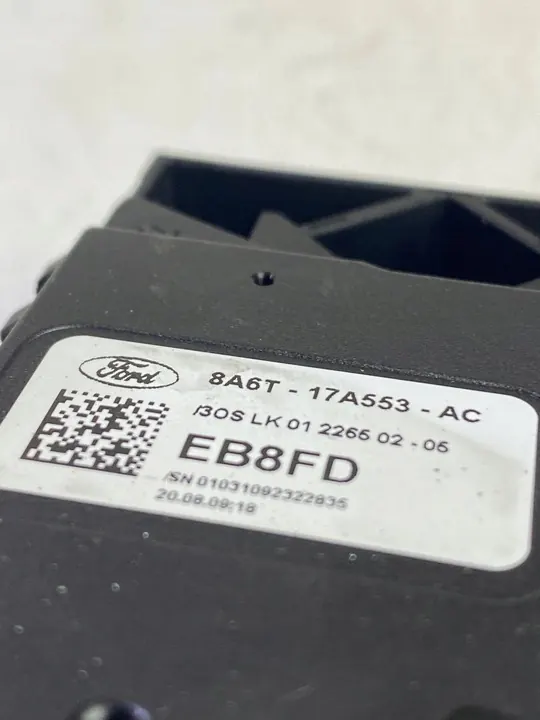 Ford
8A6T - 17A553 - AC
/3OS LK 01 2265 02 - 05
EB8FD
/SN 01031092322835
20.08.09/18